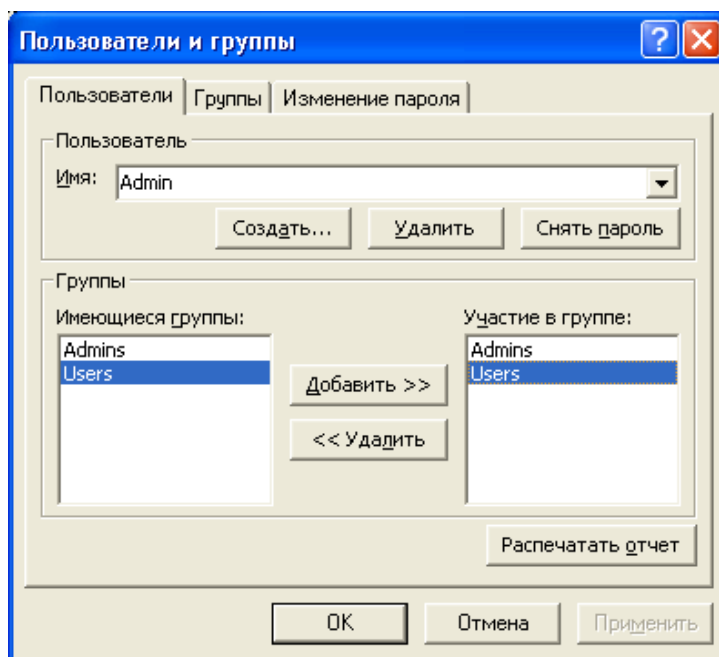 Пользователи и группы
Пользователи Группы Изменение пароля
Пользователь
Имя: Admin
Создать... Удалить Снять пароль
Группы
Имеющиеся группы: Участие в группе:
Admins Admins
Users Users
Добавить >>
<< Удалить
Распечатать отчет
OK Отмена Применить